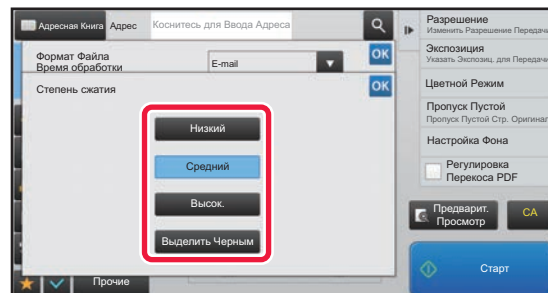 Адресная Книга Адрес Коснитесь для Ввода Адреса
Формат Файла
Время обработки
E-mail
OK
Степень сжатия
OK
Низкий
Средний
Высок.
Выделить Черным
Прочие
Разрешение
Изменить Разрешение Передачи
Экспозиция
Указать Экспозиц. для Передачи
Цветной Режим
Пропуск Пустой
Пропуск Пустой Стр. Оригинал
Настройка Фона
Регулировка
Перекоса PDF
Предварит.
Просмотр
CA
Старт